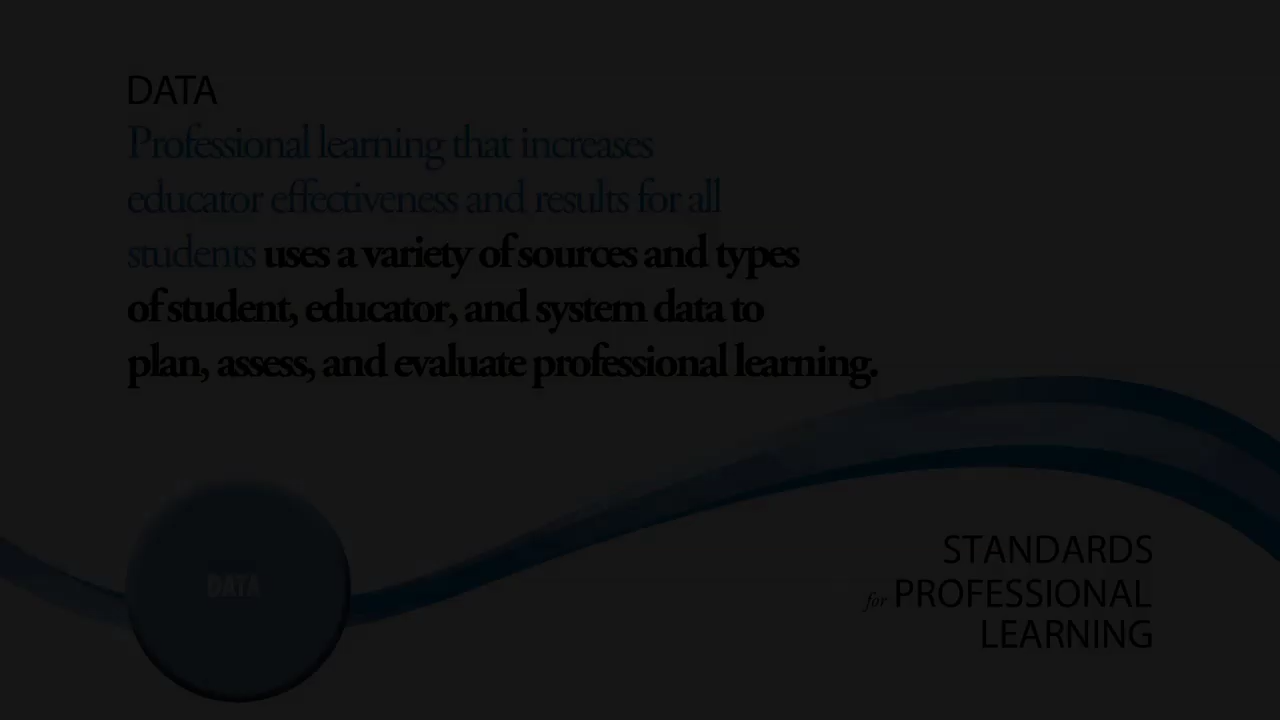 DATA
Professional learning that increases
educator effectiveness and results for all
students uses a variety of sources and types
of student, educator, and system data to
plan, assess, and evaluate professional learning.
DATA
STANDARDS
for PROFESSIONAL
LEARNING